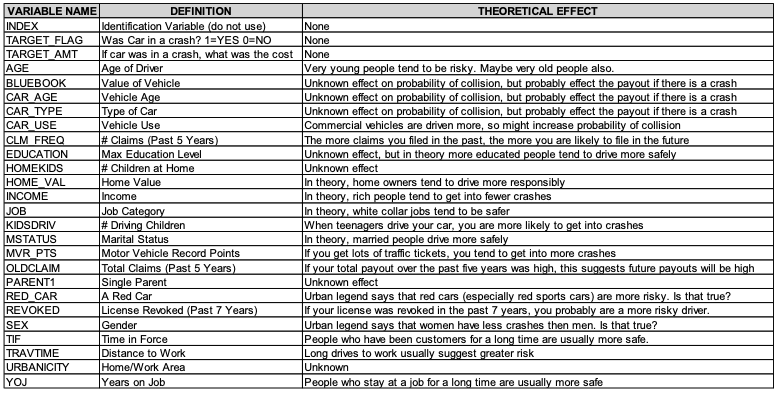 VARIABLE NAME DEFINITION THEORETICAL EFFECT
INDEX Identification Variable (do not use) None
TARGET_FLAG Was Car in a crash? 1=YES 0=NO None
TARGET_AMT If car was in a crash, what was the cost None
AGE Age of Driver Very young people tend to be risky. Maybe very old people also.
BLUEBOOK Value of Vehicle Unknown effect on probability of collision, but probably effect the payout if there is a crash
CAR_AGE Vehicle Age Unknown effect on probability of collision, but probably effect the payout if there is a crash
CAR_TYPE Type of Car Unknown effect on probability of collision, but probably effect the payout if there is a crash
CAR_USE Vehicle Use Commercial vehicles are driven more, so might increase probability of collision
CLM_FREQ # Claims (Past 5 Years) The more claims you filed in the past, the more you are likely to file in the future
EDUCATION Max Education Level Unknown effect, but in theory more educated people tend to drive more safely
HOMEKIDS # Children at Home Unknown effect
HOME_VAL Home Value In theory, home owners tend to drive more responsibly
INCOME Income In theory, rich people tend to get into fewer crashes
JOB Job Category In theory, white collar jobs tend to be safer
KIDSDRIV # Driving Children When teenagers drive your car, you are more likely to get into crashes
MSTATUS Marital Status In theory, married people drive more safely
MVR_PTS Motor Vehicle Record Points If you get lots of traffic tickets, you tend to get into more crashes
OLDCLAIM Total Claims (Past 5 Years) If your total payout over the past five years was high, this suggests future payouts will be high
PARENT1 Single Parent Unknown effect
RED_CAR A Red Car Urban legend says that red cars (especially red sports cars) are more risky. Is that true?
REVOKED License Revoked (Past 7 Years) If your license was revoked in the past 7 years, you probably are a more risky driver.
SEX Gender Urban legend says that women have less crashes then men. Is that true?
TIF Time in Force People who have been customers for a long time are usually more safe.
TRAVTIME Distance to Work Long drives to work usually suggest greater risk
URBANICITY Home/Work Area Unknown
YOJ Years on Job People who stay at a job for a long time are usually more safe